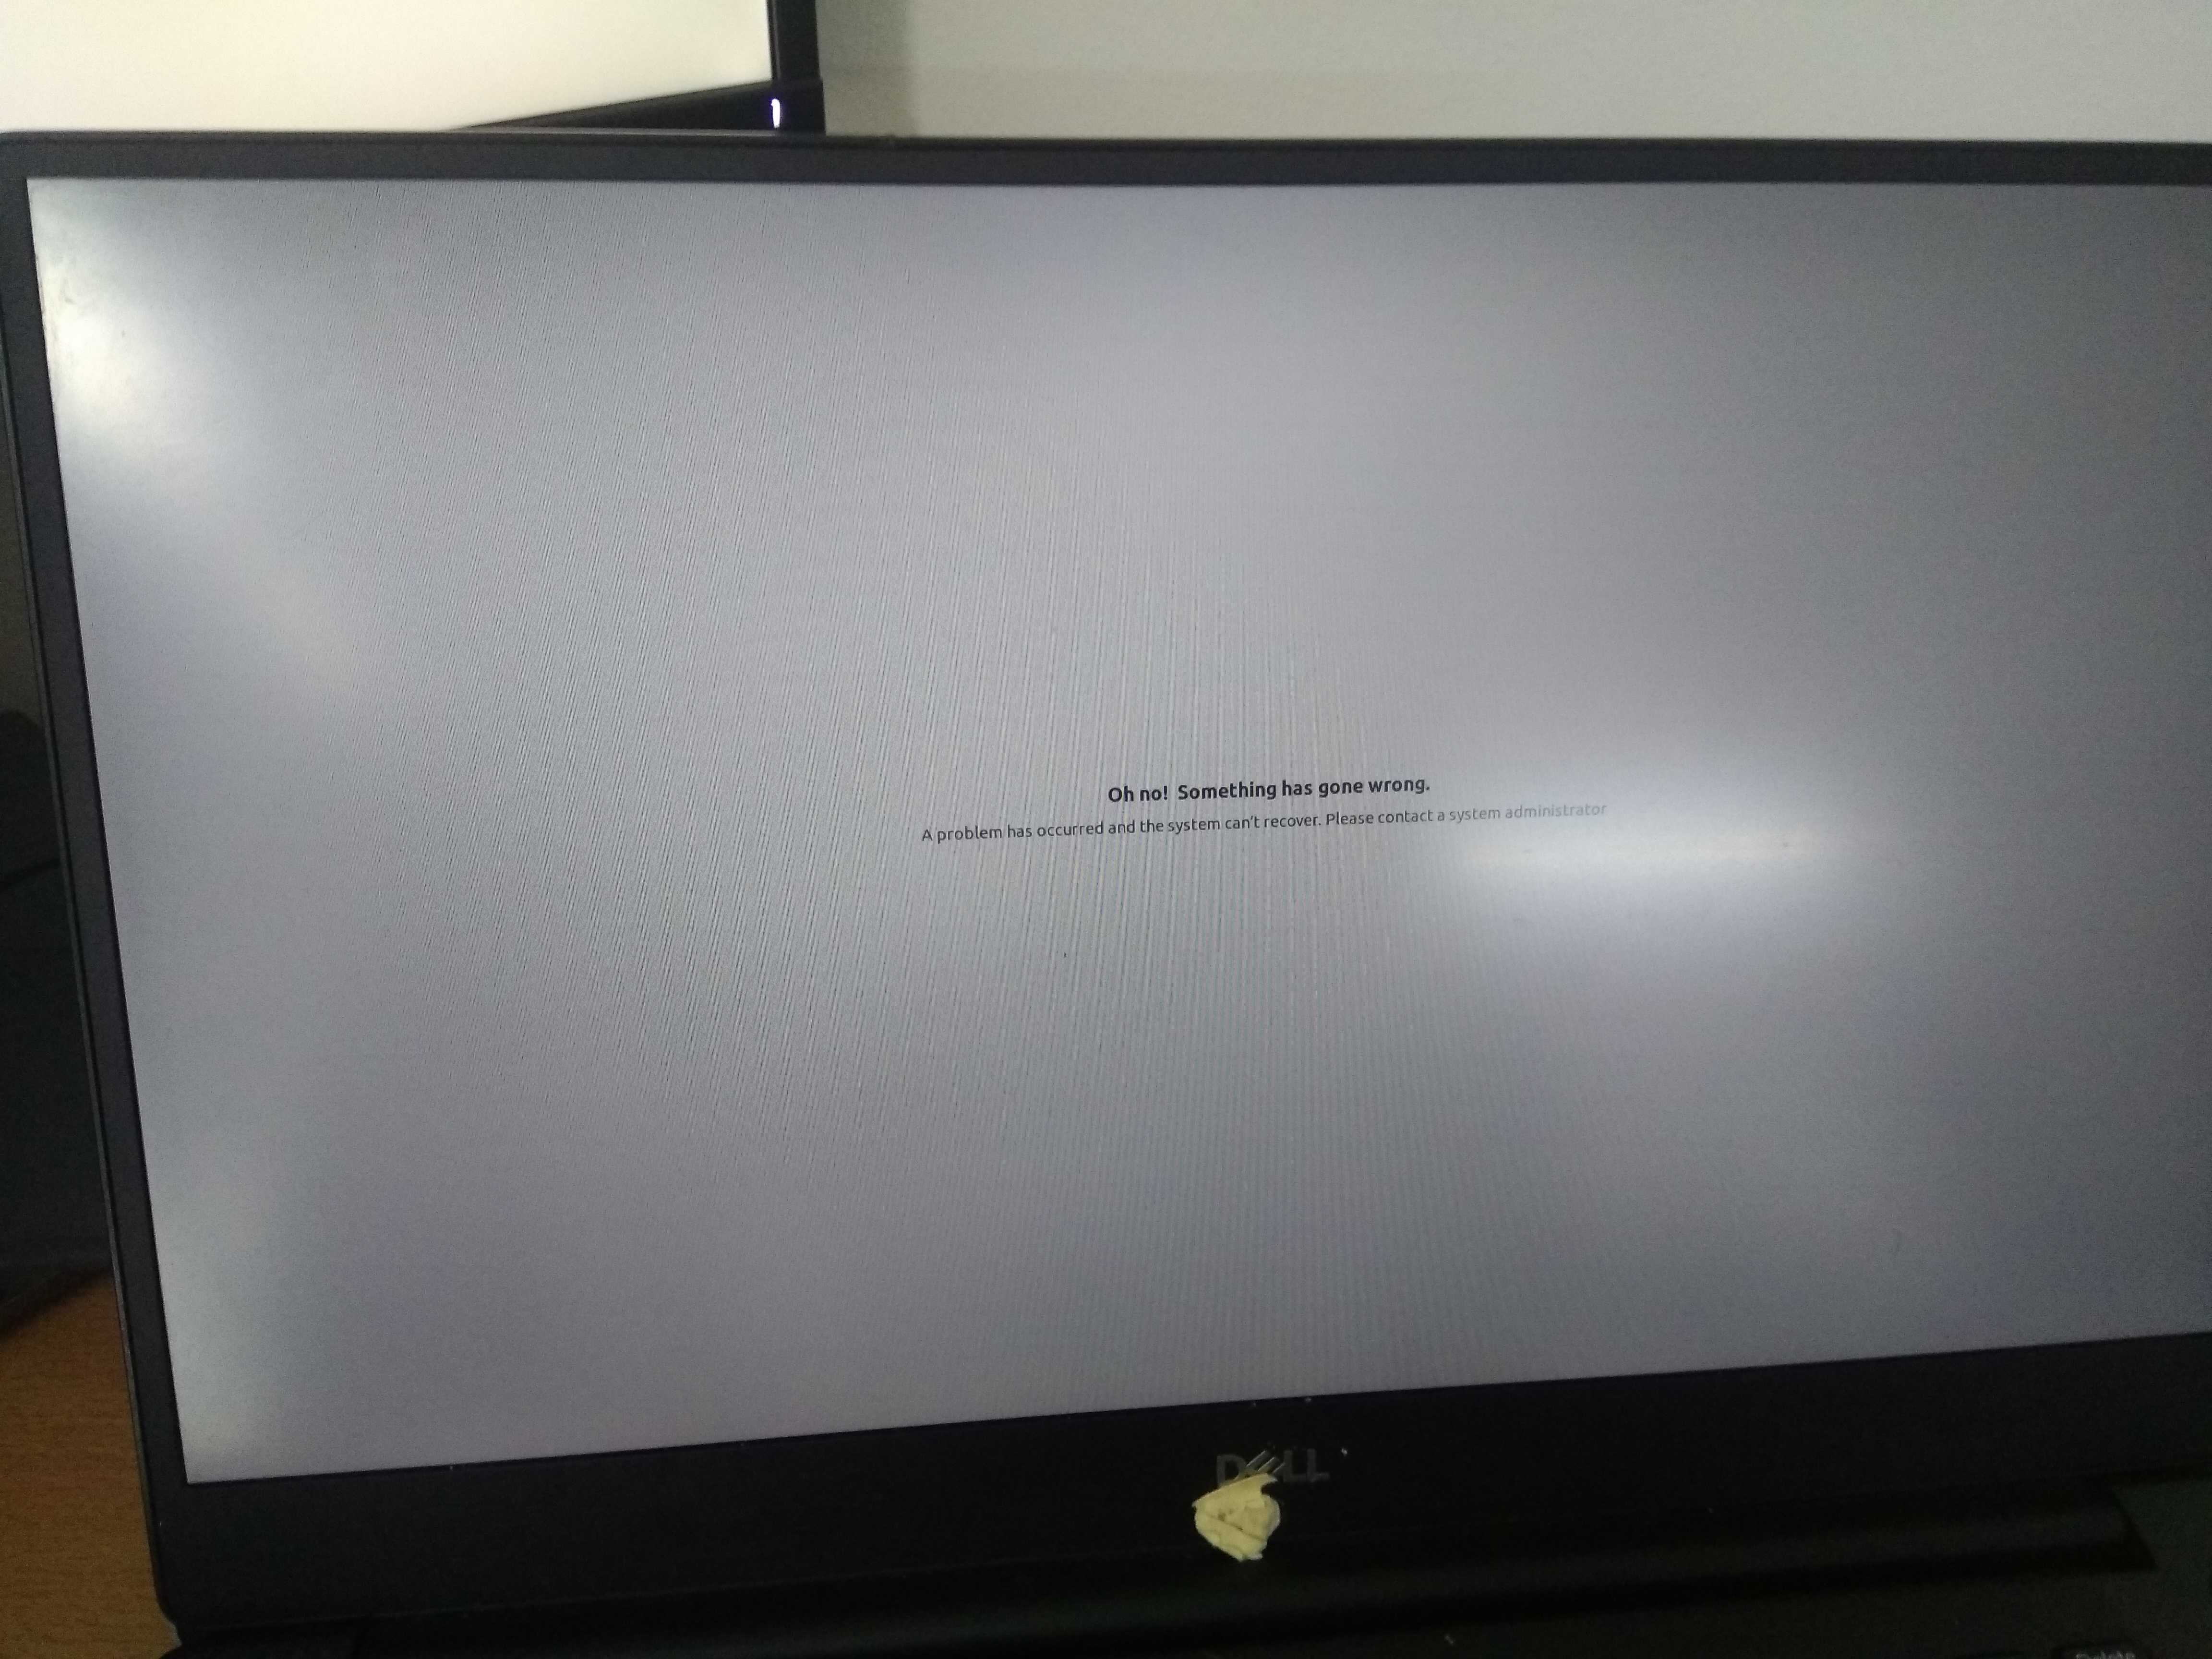 Oh no! Something has gone wrong.
A problem has occurred and the system can't recover. Please contact a system administrator
DELL